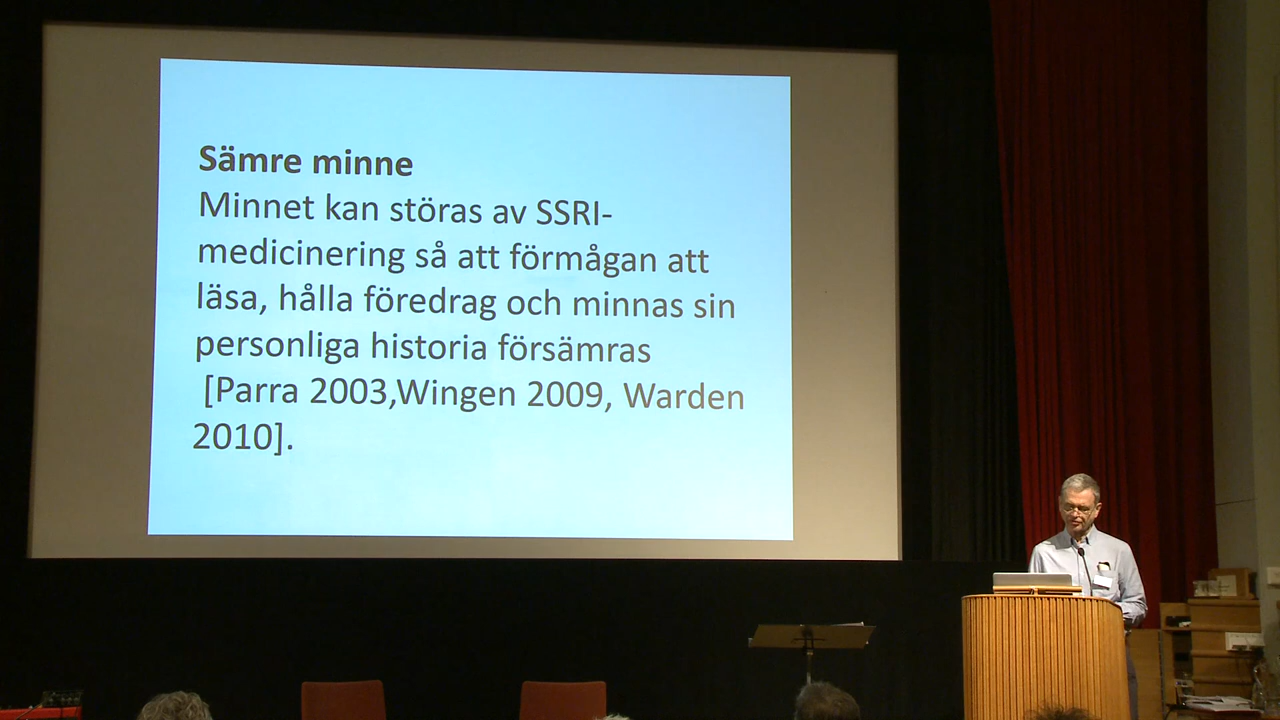 Sämre minne
Minnet kan störas av SSRI-
medicinering så att förmågan att
läsa, hålla föredrag och minnas sin
personliga historia försämras
[Parra 2003,Wingen 2009, Warden
2010].